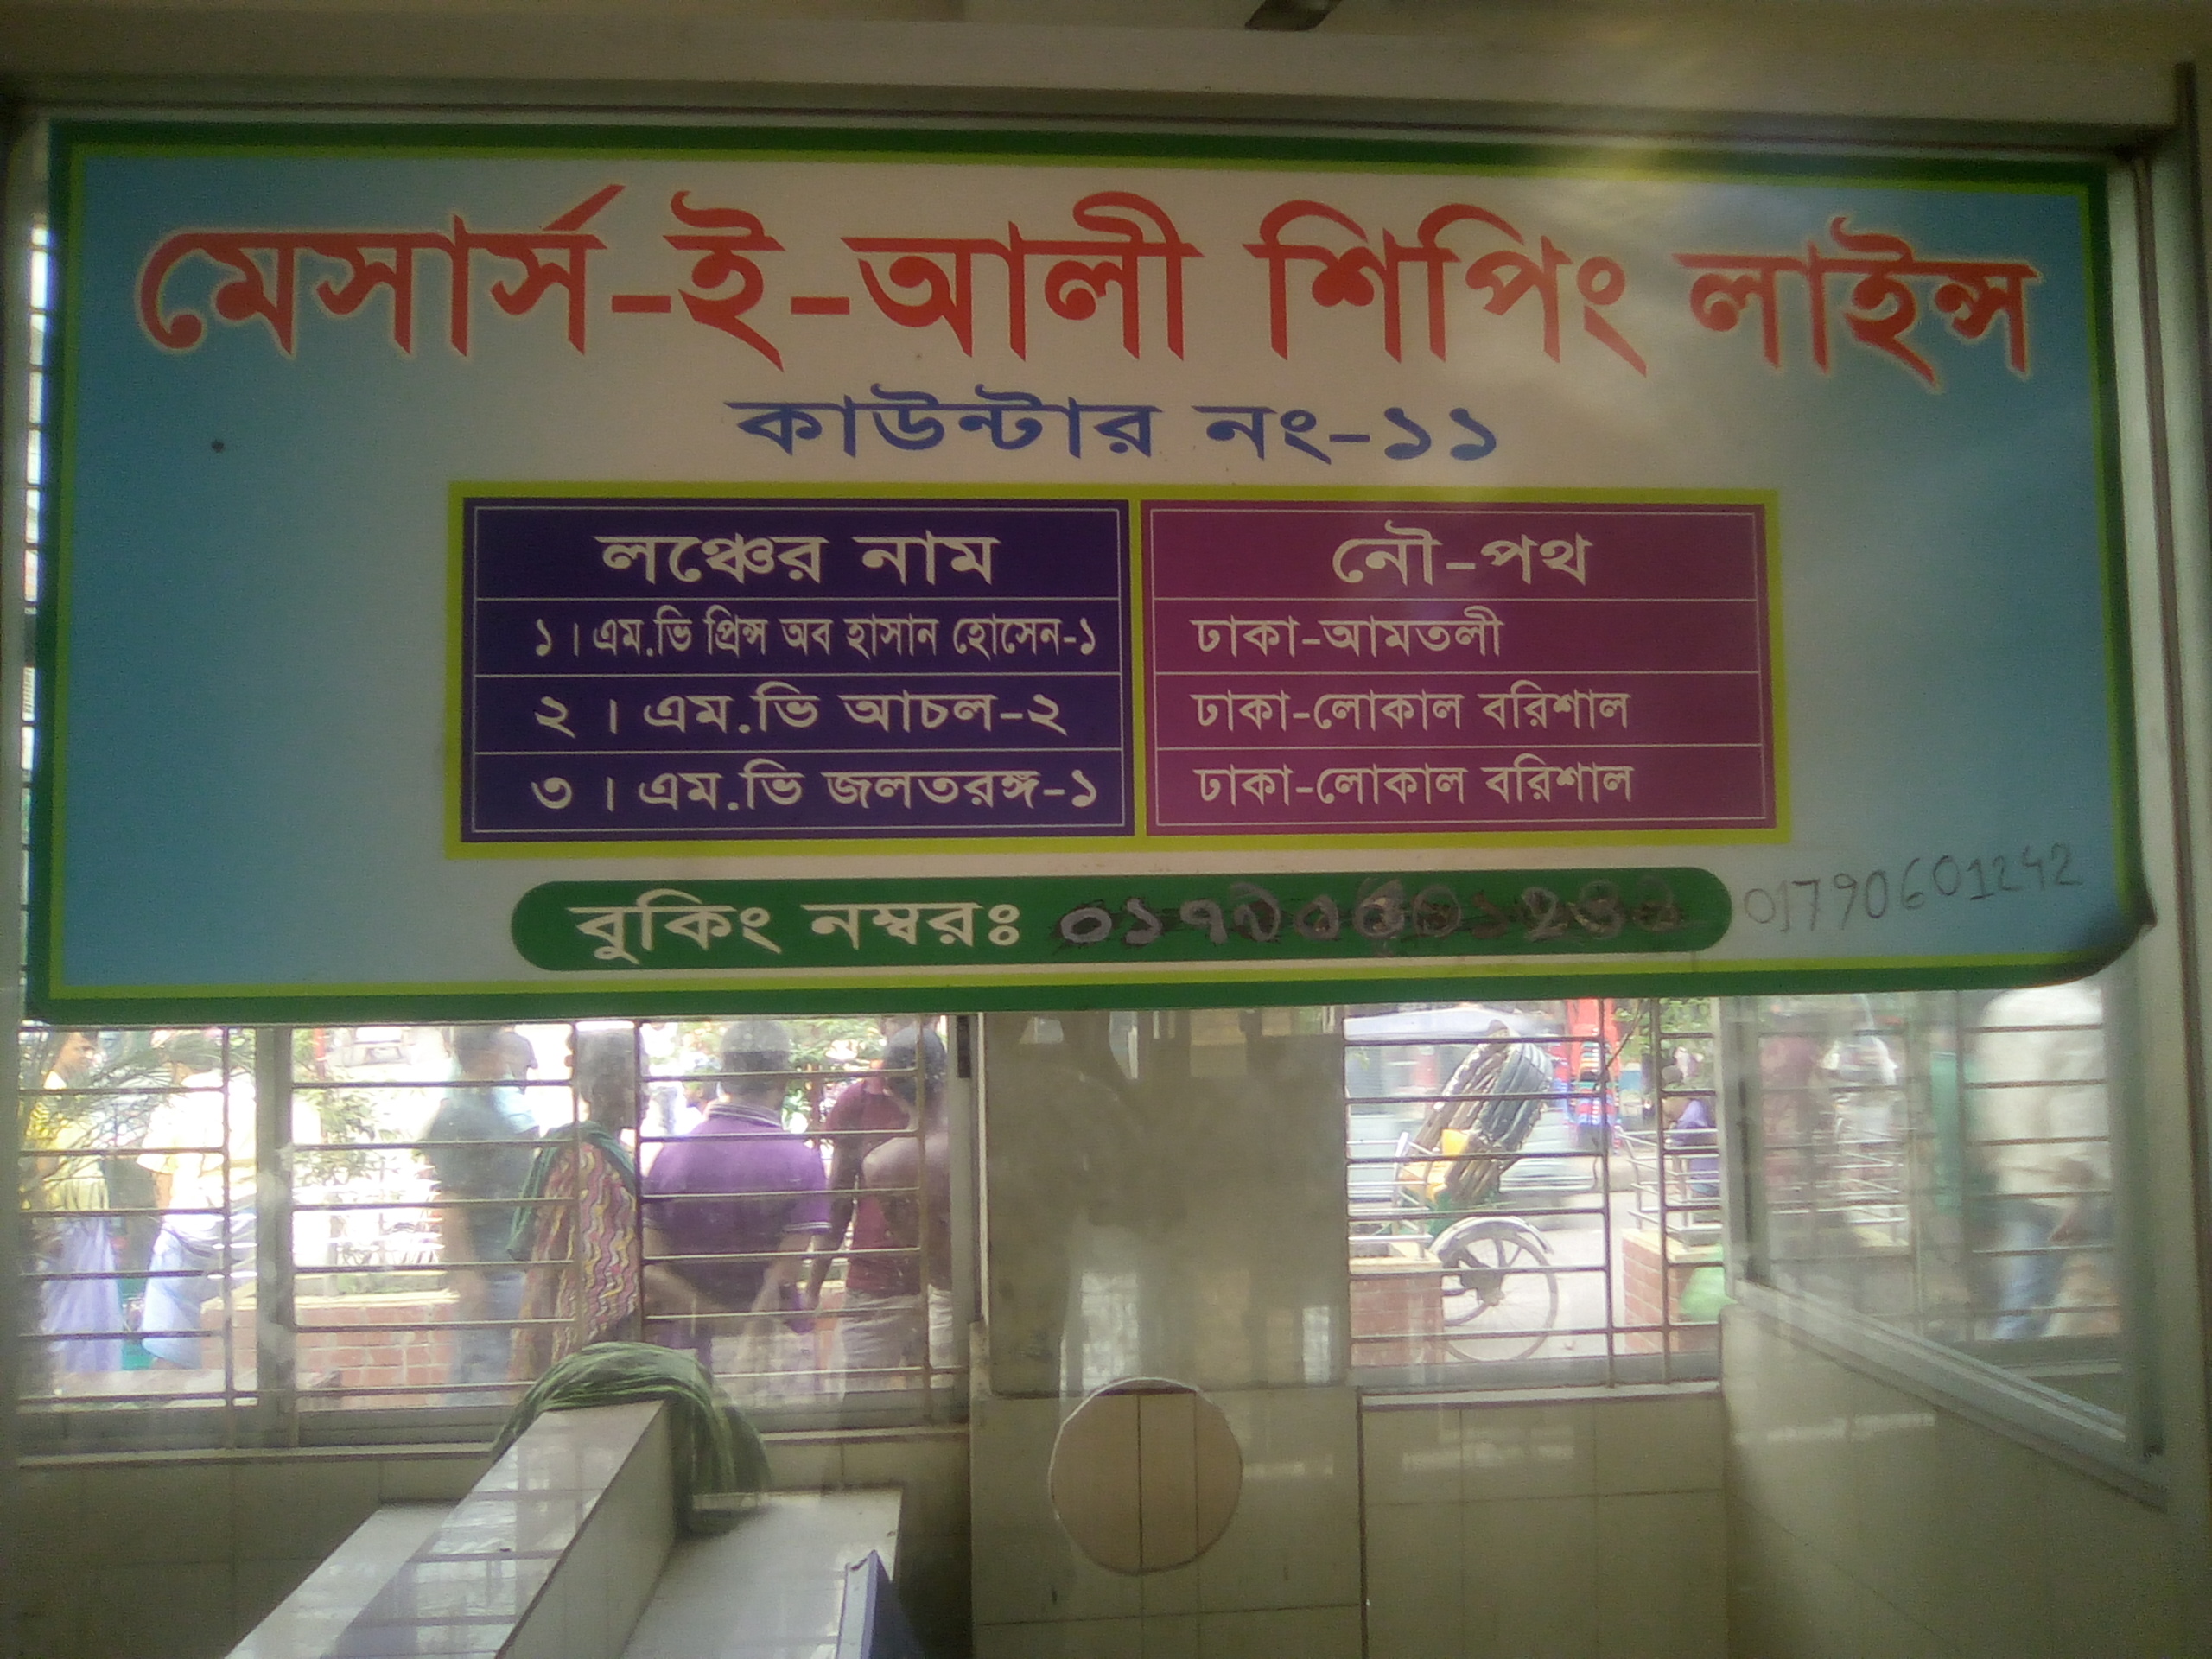 মেসার্স-ই-আলী শিপিং লাইন্স
কাউন্টার নং-১১
লঞ্চের নাম নৌ-পথ
১। এম.ভি প্রিন্স অব হাসান হোসেন-১ ঢাকা-আমতলী
২। এম.ভি আচল-২ ঢাকা-লোকাল বরিশাল
৩। এম.ভি জলতরঙ্গ-১ ঢাকা-লোকাল বরিশাল
বুকিং নম্বরঃ 01790601242